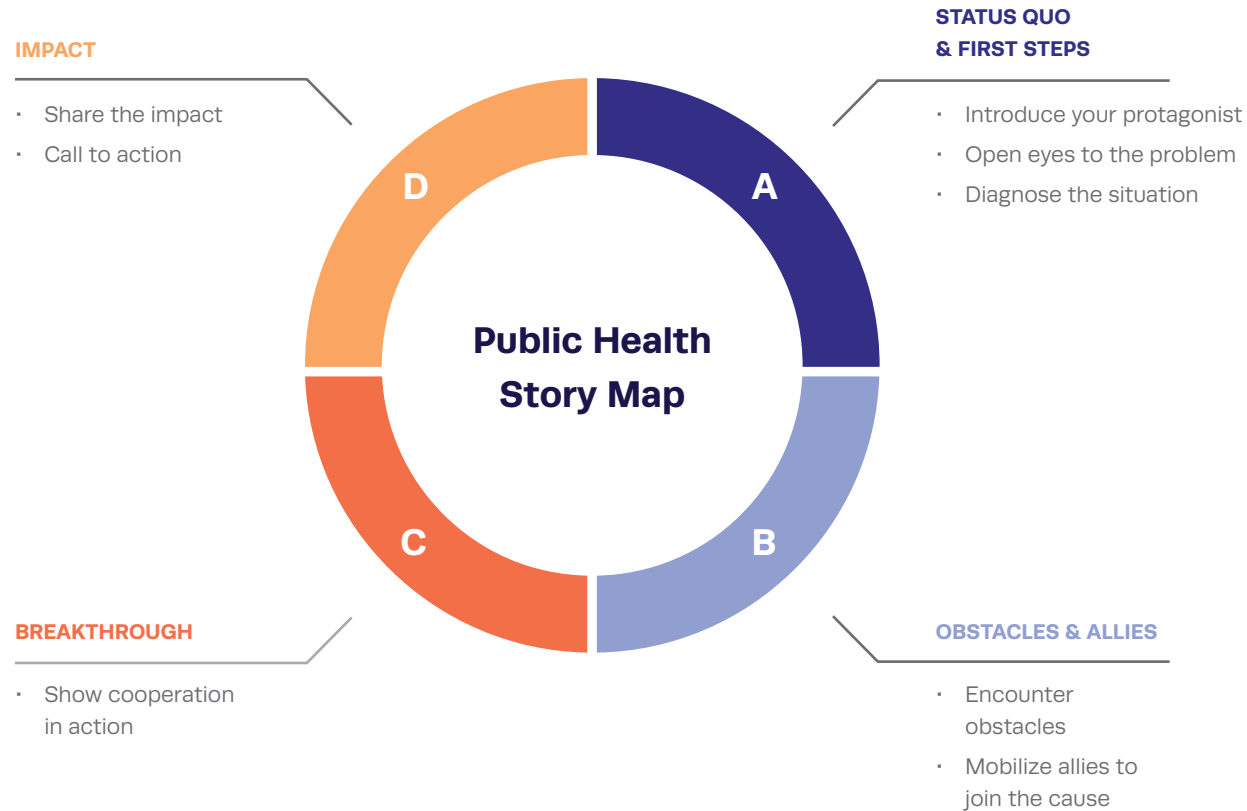 IMPACT
· Share the impact
· Call to action
STATUS QUO
& FIRST STEPS
· Introduce your protagonist
· Open eyes to the problem
· Diagnose the situation
D
A
Public Health
Story Map
C
B
BREAKTHROUGH
· Show cooperation
in action
OBSTACLES & ALLIES
· Encounter
obstacles
· Mobilize allies to
join the cause